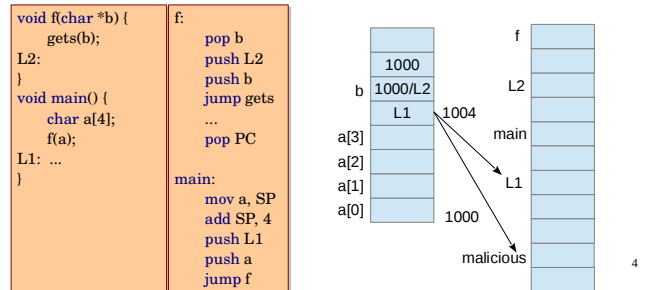 void f(char *b) {
gets(b);
L2:
}
void main() {
char a[4];
f(a);
L1: ...
}
f:
pop b
push L2
push b
jump gets
...
pop PC
main:
mov a, SP
add SP, 4
push L1
push a
jump f
1000
b 1000/L2
L1 1004
a[3]
a[2]
a[1]
a[0]
1000
f
L2
main
L1
malicious
4